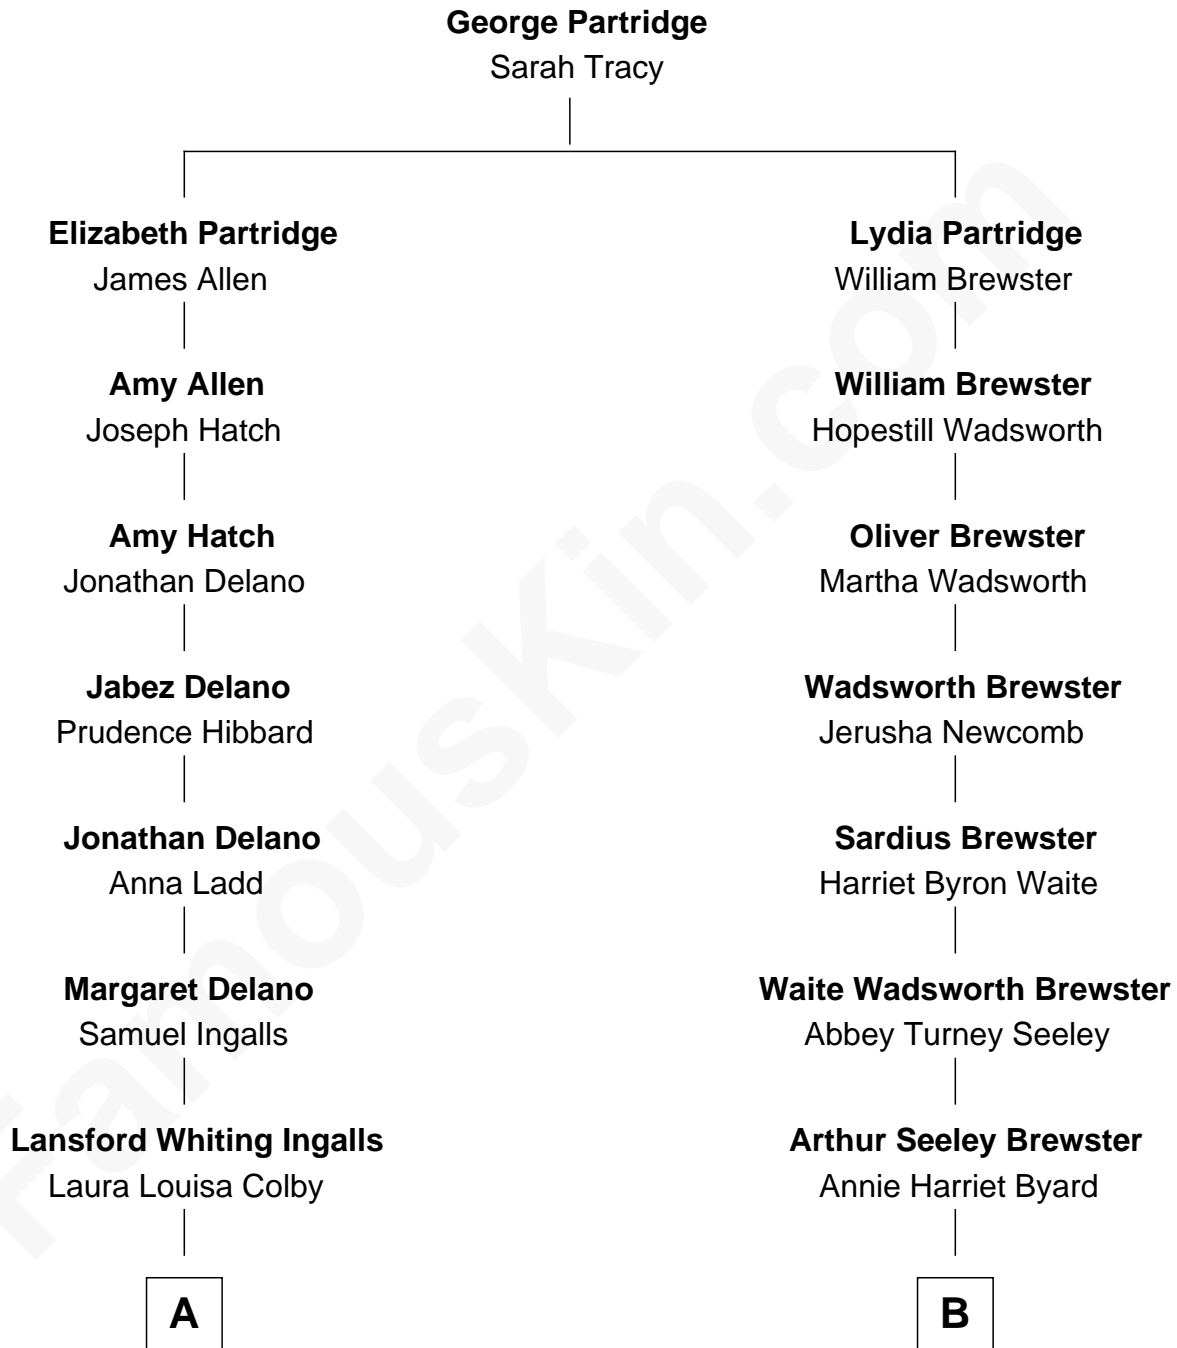 George Partridge
Sarah Tracy
Elizabeth Partridge
James Allen
Lydia Partridge
William Brewster
Amy Allen
Joseph Hatch
William Brewster
Hopestill Wadsworth
Amy Hatch
Jonathan Delano
Oliver Brewster
Martha Wadsworth
Jabez Delano
Prudence Hibbard
Wadsworth Brewster
Jerusha Newcomb
Jonathan Delano
Anna Ladd
Sardius Brewster
Harriet Byron Waite
Margaret Delano
Samuel Ingalls
Waite Wadsworth Brewster
Abbey Turney Seeley
Lansford Whiting Ingalls
Laura Louisa Colby
Arthur Seeley Brewster
Annie Harriet Byard
A
B
FamousKin.com